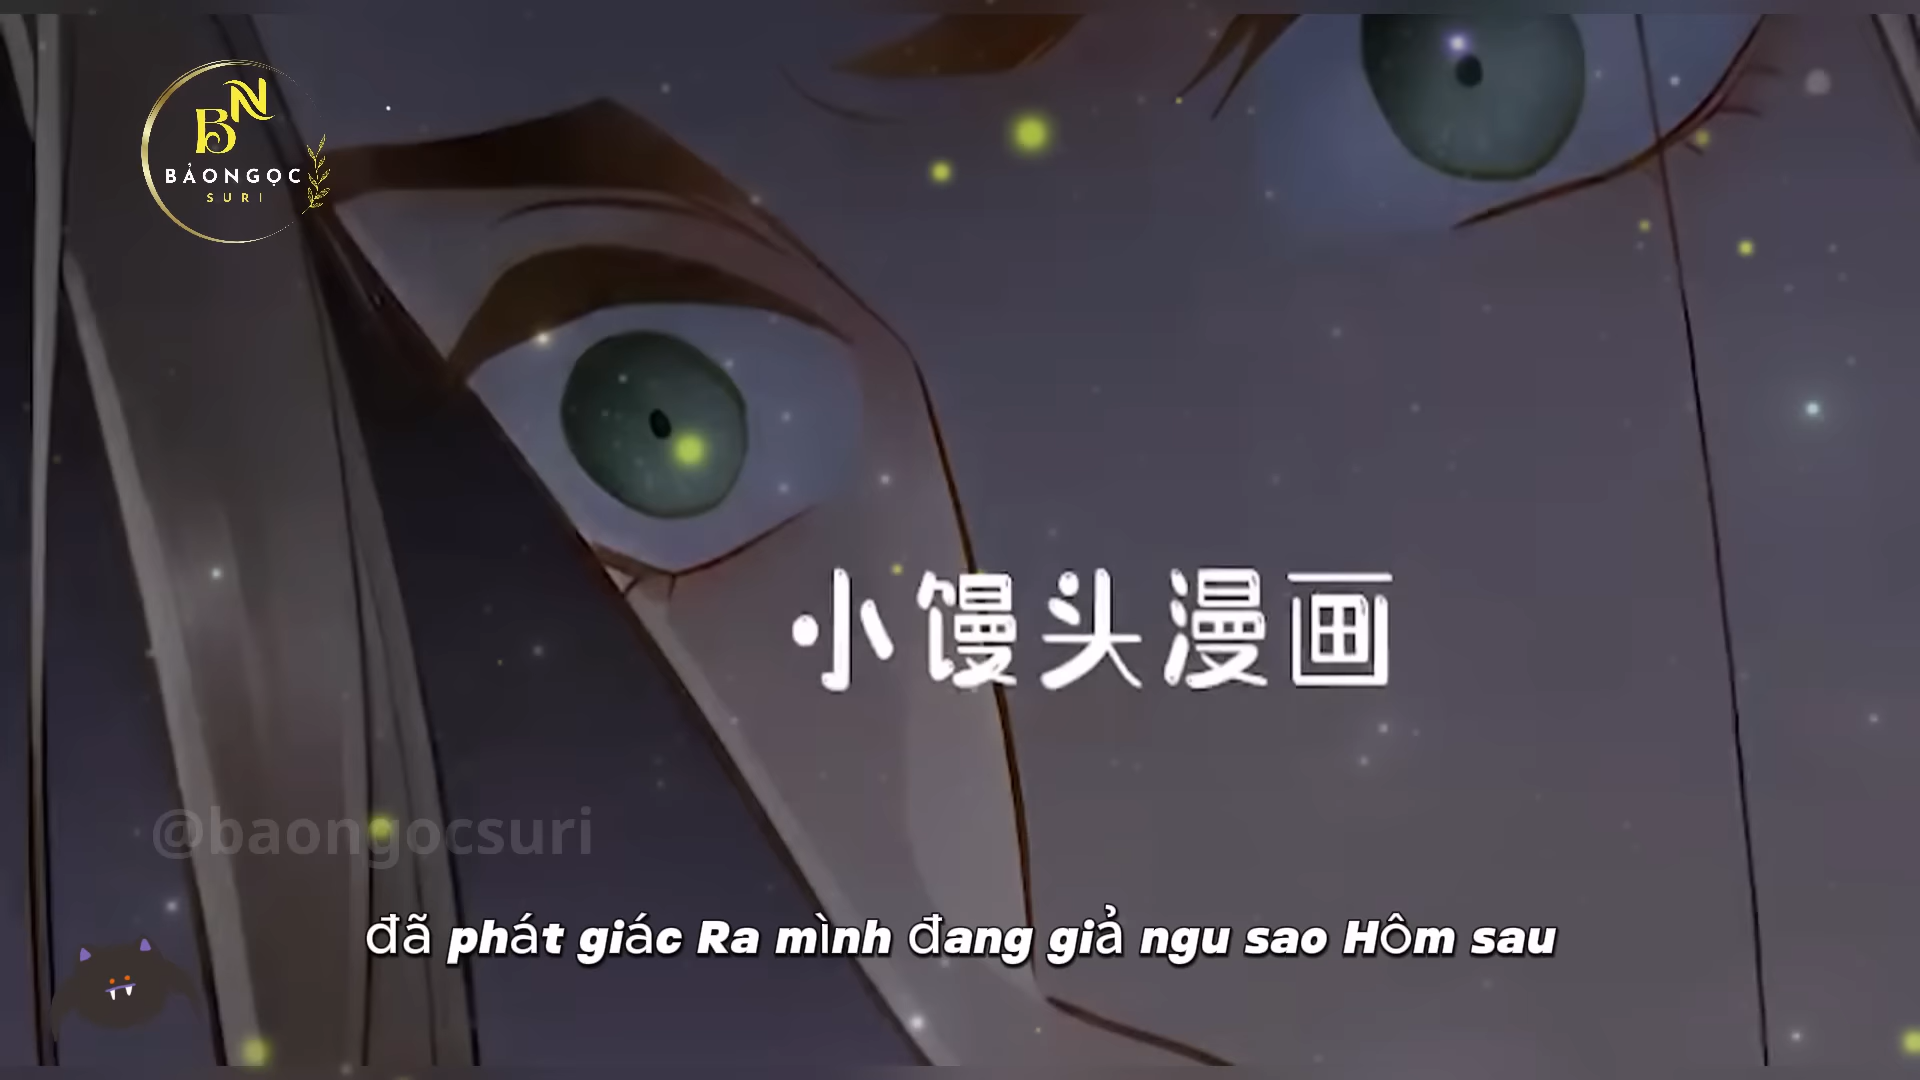 BN
BẢONGỌC
SURI
小馒头漫画
@baongocsuri
đã phát giác Ra mình đang giả ngu sao Hôm sau